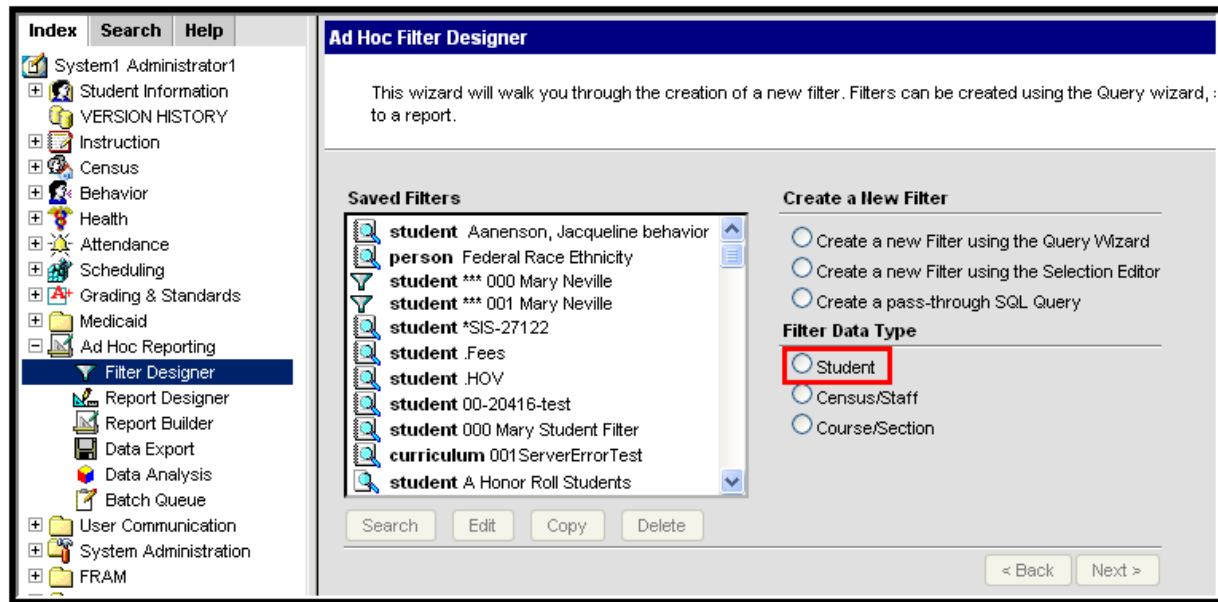 Index Search Help
System1 Administrator1
Student Information
VERSION HISTORY
Instruction
Census
Behavior
Health
Attendance
Scheduling
Grading & Standards
Medicaid
Ad Hoc Reporting
Filter Designer
Report Designer
Report Builder
Data Export
Data Analysis
Batch Queue
User Communication
System Administration
FRAM
Ad Hoc Filter Designer
This wizard will walk you through the creation of a new filter. Filters can be created using the Query wizard,
to a report.
Saved Filters
student Aanenson, Jacqueline behavior
person Federal Race Ethnicity
student *** 000 Mary Neville
student *** 001 Mary Neville
student *SIS-27122
student .Fees
student .HOV
student 00-20416-test
student 000 Mary Student Filter
curriculum 001ServerErrorTest
student A Honor Roll Students
Search Edit Copy Delete
Create a New Filter
Create a new Filter using the Query Wizard
Create a new Filter using the Selection Editor
Create a pass-through SQL Query
Filter Data Type
Student
Census/Staff
Course/Section
< Back Next >